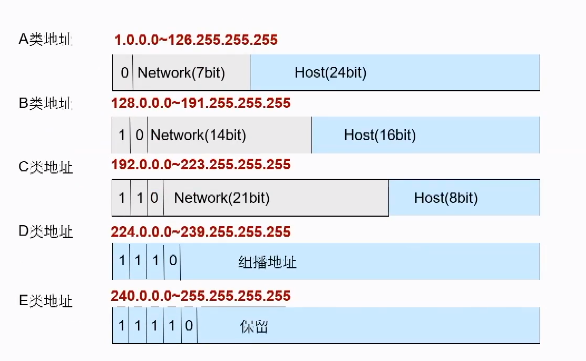 A类地址 1.0.0.0~126.255.255.255
0 Network(7bit) Host(24bit)
B类地址 128.0.0.0~191.255.255.255
1 0 Network(14bit) Host(16bit)
C类地址 192.0.0.0~223.255.255.255
1 1 0 Network(21bit) Host(8bit)
D类地址 224.0.0.0~239.255.255.255
1 1 1 0 组播地址
E类地址 240.0.0.0~255.255.255.255
1 1 1 1 0 保留